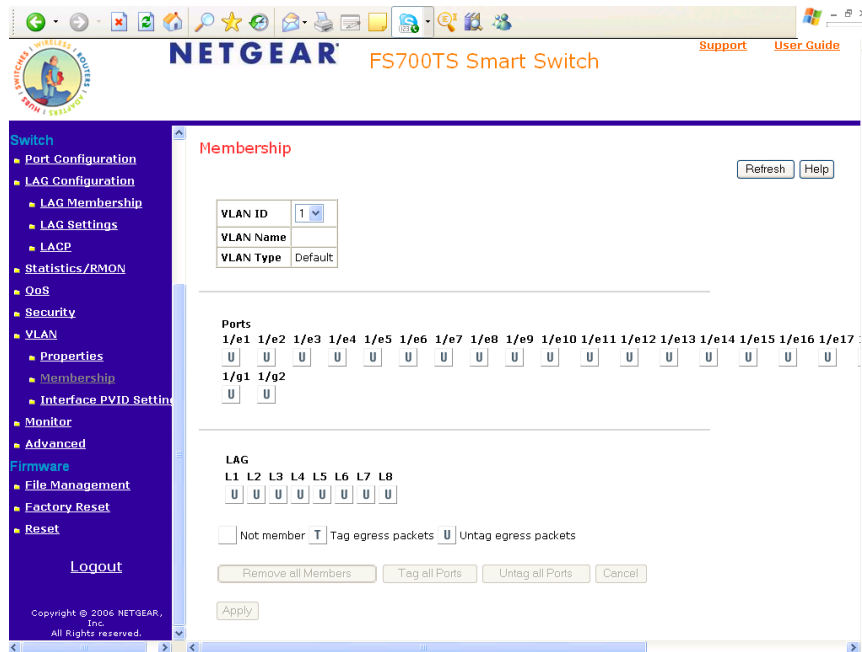 NETGEAR FS700TS Smart Switch Support User Guide
SWITCHES | WIRELESS | ROUTERS | ADAPTERS | HUBS
Switch
Port Configuration
LAG Configuration
LAG Membership
LAG Settings
LACP
Statistics/RMON
QoS
Security
VLAN
Properties
Membership
Interface PVID Setting
Monitor
Advanced
Firmware
File Management
Factory Reset
Reset
Logout
Copyright © 2006 NETGEAR,
Inc.
All Rights reserved.
Membership
Refresh Help
VLAN ID 1
VLAN Name
VLAN Type Default
Ports
1/e1 1/e2 1/e3 1/e4 1/e5 1/e6 1/e7 1/e8 1/e9 1/e10 1/e11 1/e12 1/e13 1/e14 1/e15 1/e16 1/e17
U U U U U U U U U U U U U U U U U
1/g1 1/g2
U U
LAG
L1 L2 L3 L4 L5 L6 L7 L8
U U U U U U U U
Not member T Tag egress packets U Untag egress packets
Remove all Members Tag all Ports Untag all Ports Cancel
Apply